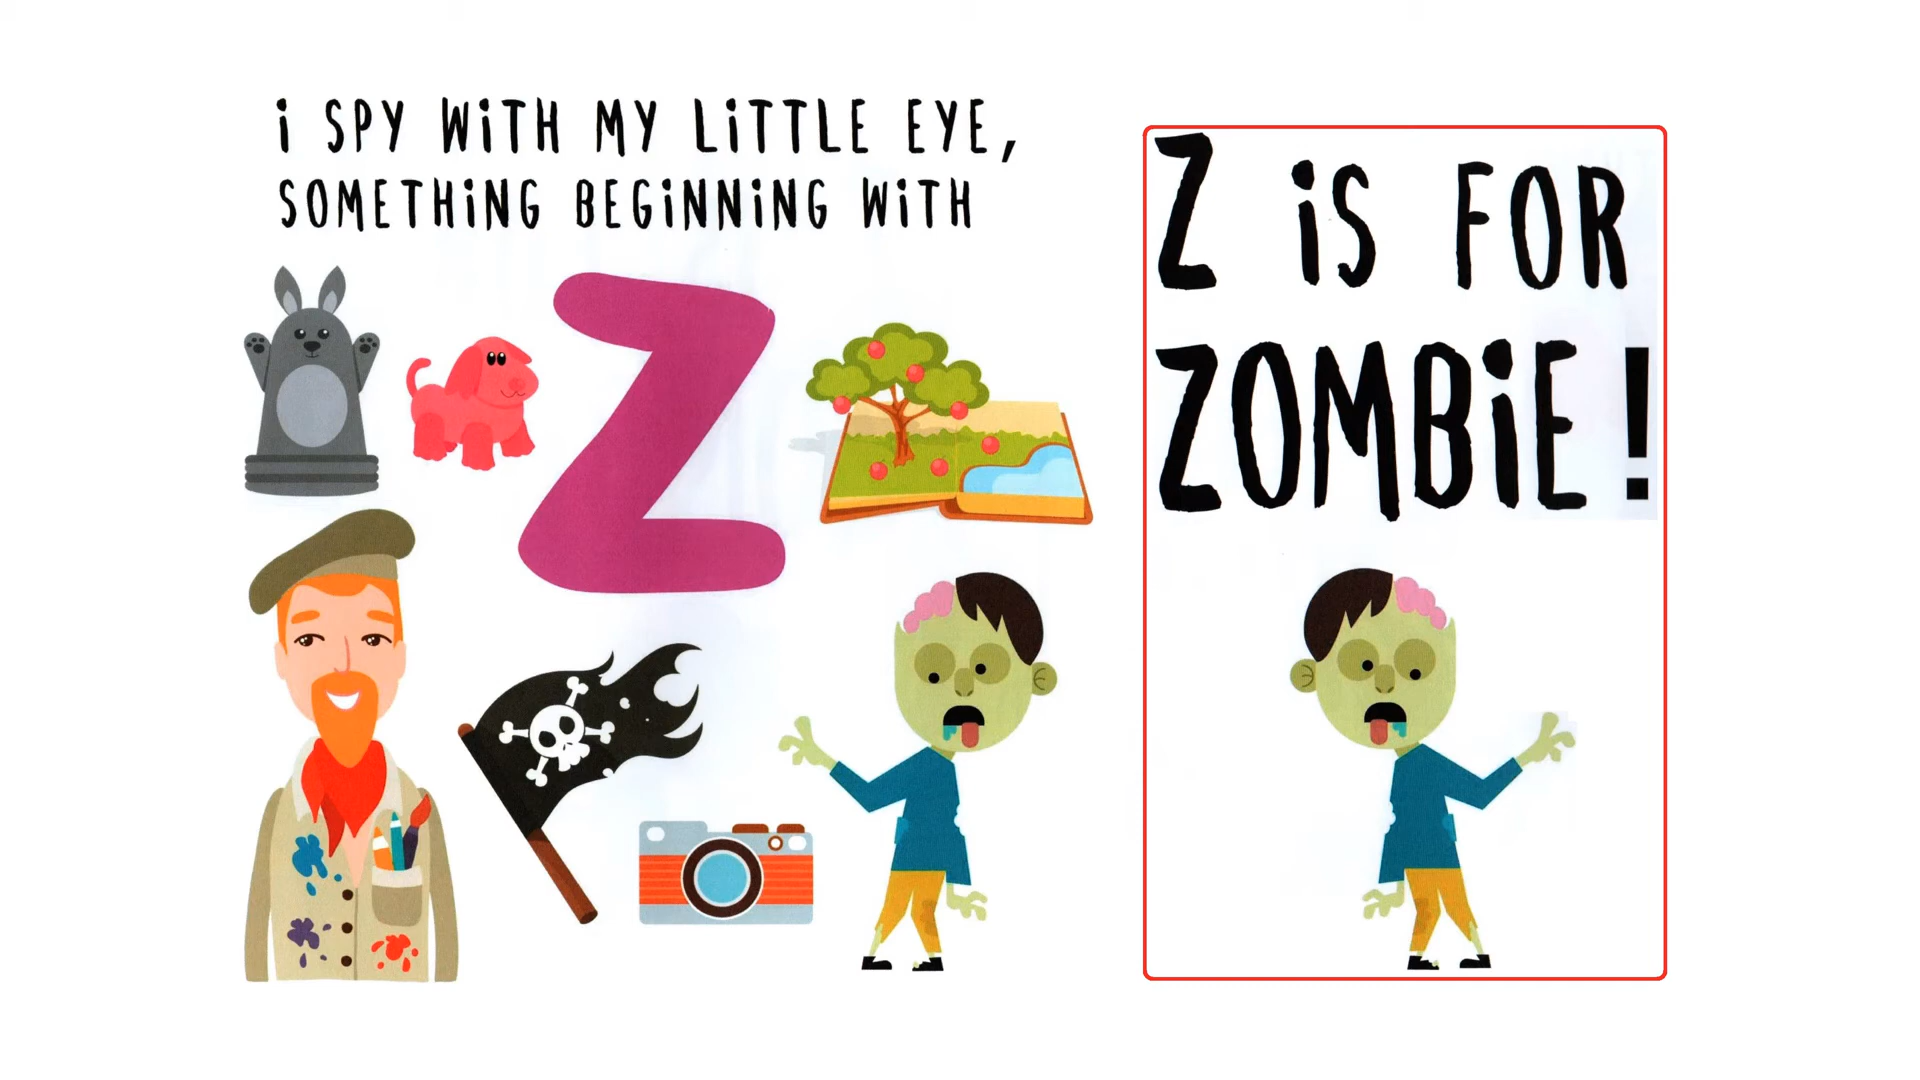 i SPY WiTH MY LiTTLE EYE,
SOMETHiNG BEGiNNiNG WiTH
Z
Z iS FOR
ZOMBiE!